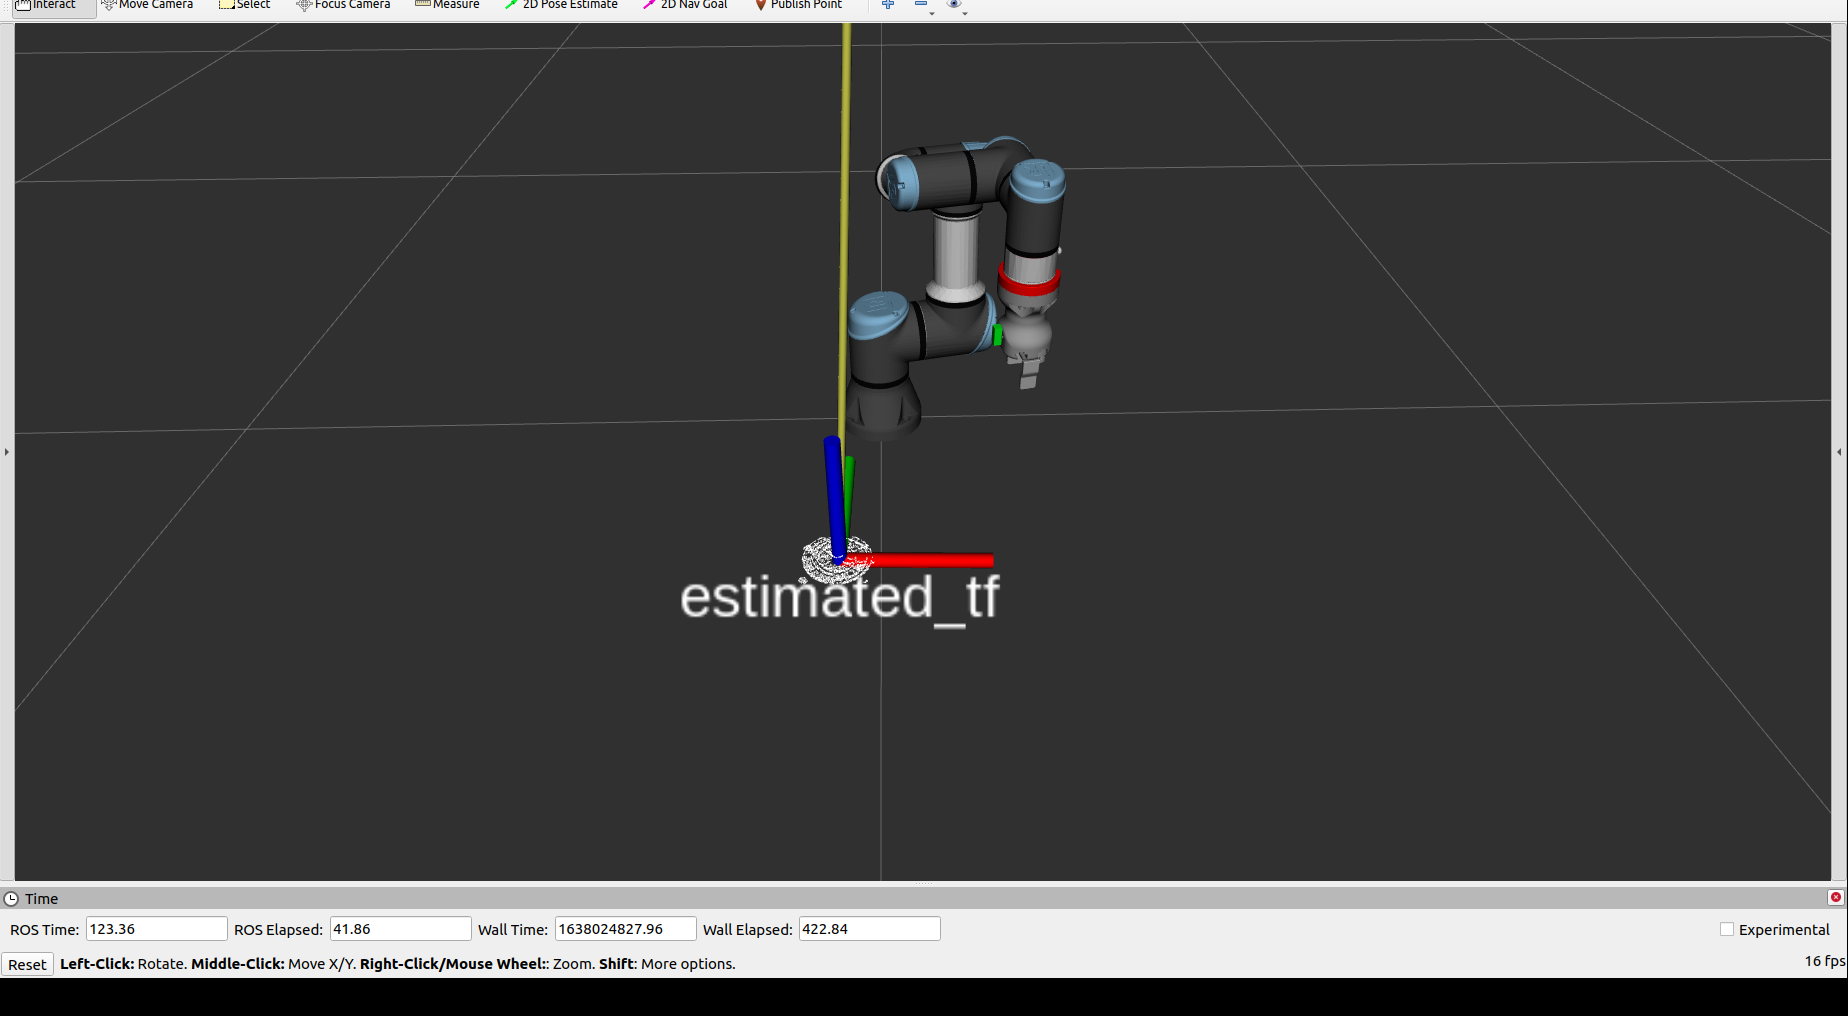 Interact Move Camera Select Focus Camera Measure 2D Pose Estimate 2D Nav Goal Publish Point
estimated_tf
Time
ROS Time: 123.36 ROS Elapsed: 41.86 Wall Time: 1638024827.96 Wall Elapsed: 422.84 Experimental
Reset Left-Click: Rotate. Middle-Click: Move X/Y. Right-Click/Mouse Wheel:: Zoom. Shift: More options. 16 fps